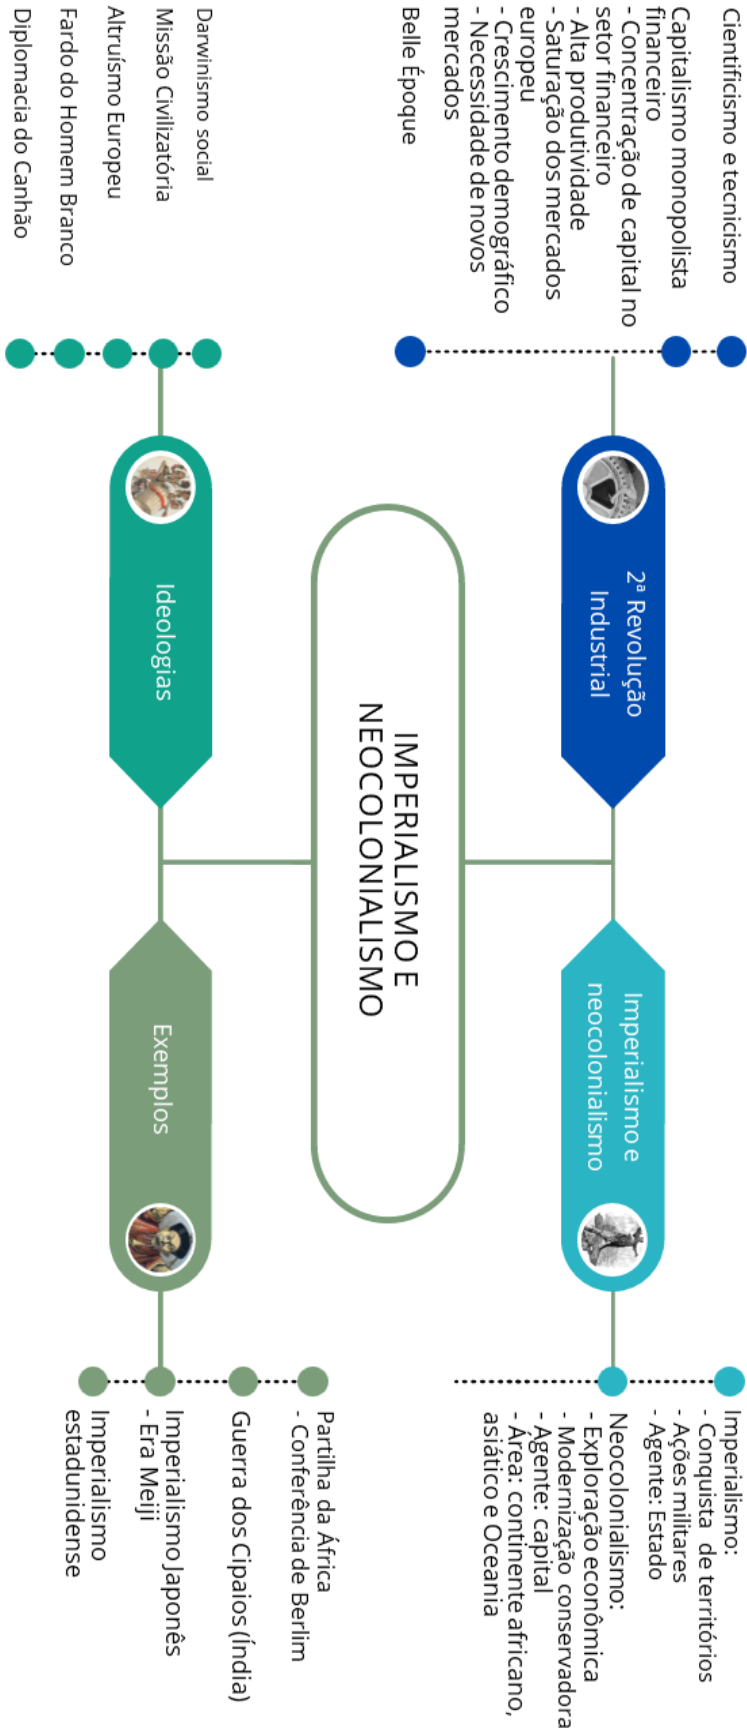 IMPERIALISMO E
NEOCOLONIALISMO
2ª Revolução
Industrial
Cientificismo e tecnicismo
Capitalismo monopolista
financeiro
- Concentração de capital no
setor financeiro
- Alta produtividade
- Saturação dos mercados
europeu
- Crescimento demográfico
- Necessidade de novos
mercados
Belle Époque
Imperialismo e
neocolonialismo
Imperialismo:
- Conquista de territórios
- Ações militares
- Agente: Estado
Neocolonialismo:
- Exploração econômica
- Modernização conservadora
- Agente: capital
- Área: continente africano,
asiático e Oceania
Ideologias
Darwinismo social
Missão Civilizatória
Altruísmo Europeu
Fardo do Homem Branco
Diplomacia do Canhão
Exemplos
Partilha da África
- Conferência de Berlim
Guerra dos Cipaios (Índia)
Imperialismo Japonês
- Era Meiji
Imperialismo
estadunidense